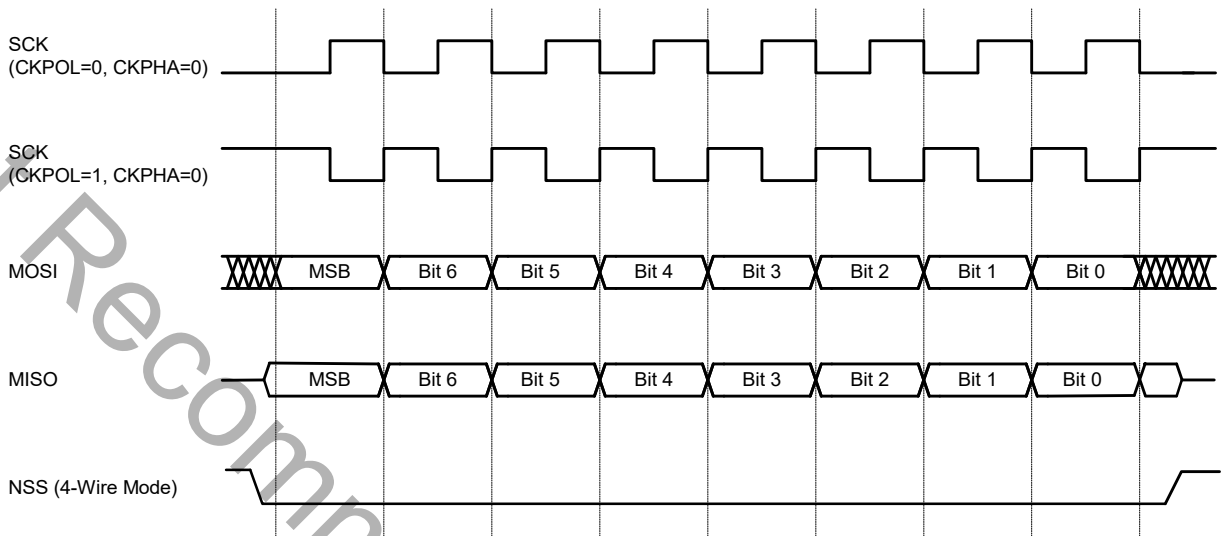 SCK
(CKPOL=0, CKPHA=0)
SCK
(CKPOL=1, CKPHA=0)
MOSI
MSB Bit 6 Bit 5 Bit 4 Bit 3 Bit 2 Bit 1 Bit 0
MISO
MSB Bit 6 Bit 5 Bit 4 Bit 3 Bit 2 Bit 1 Bit 0
NSS (4-Wire Mode)
Recom